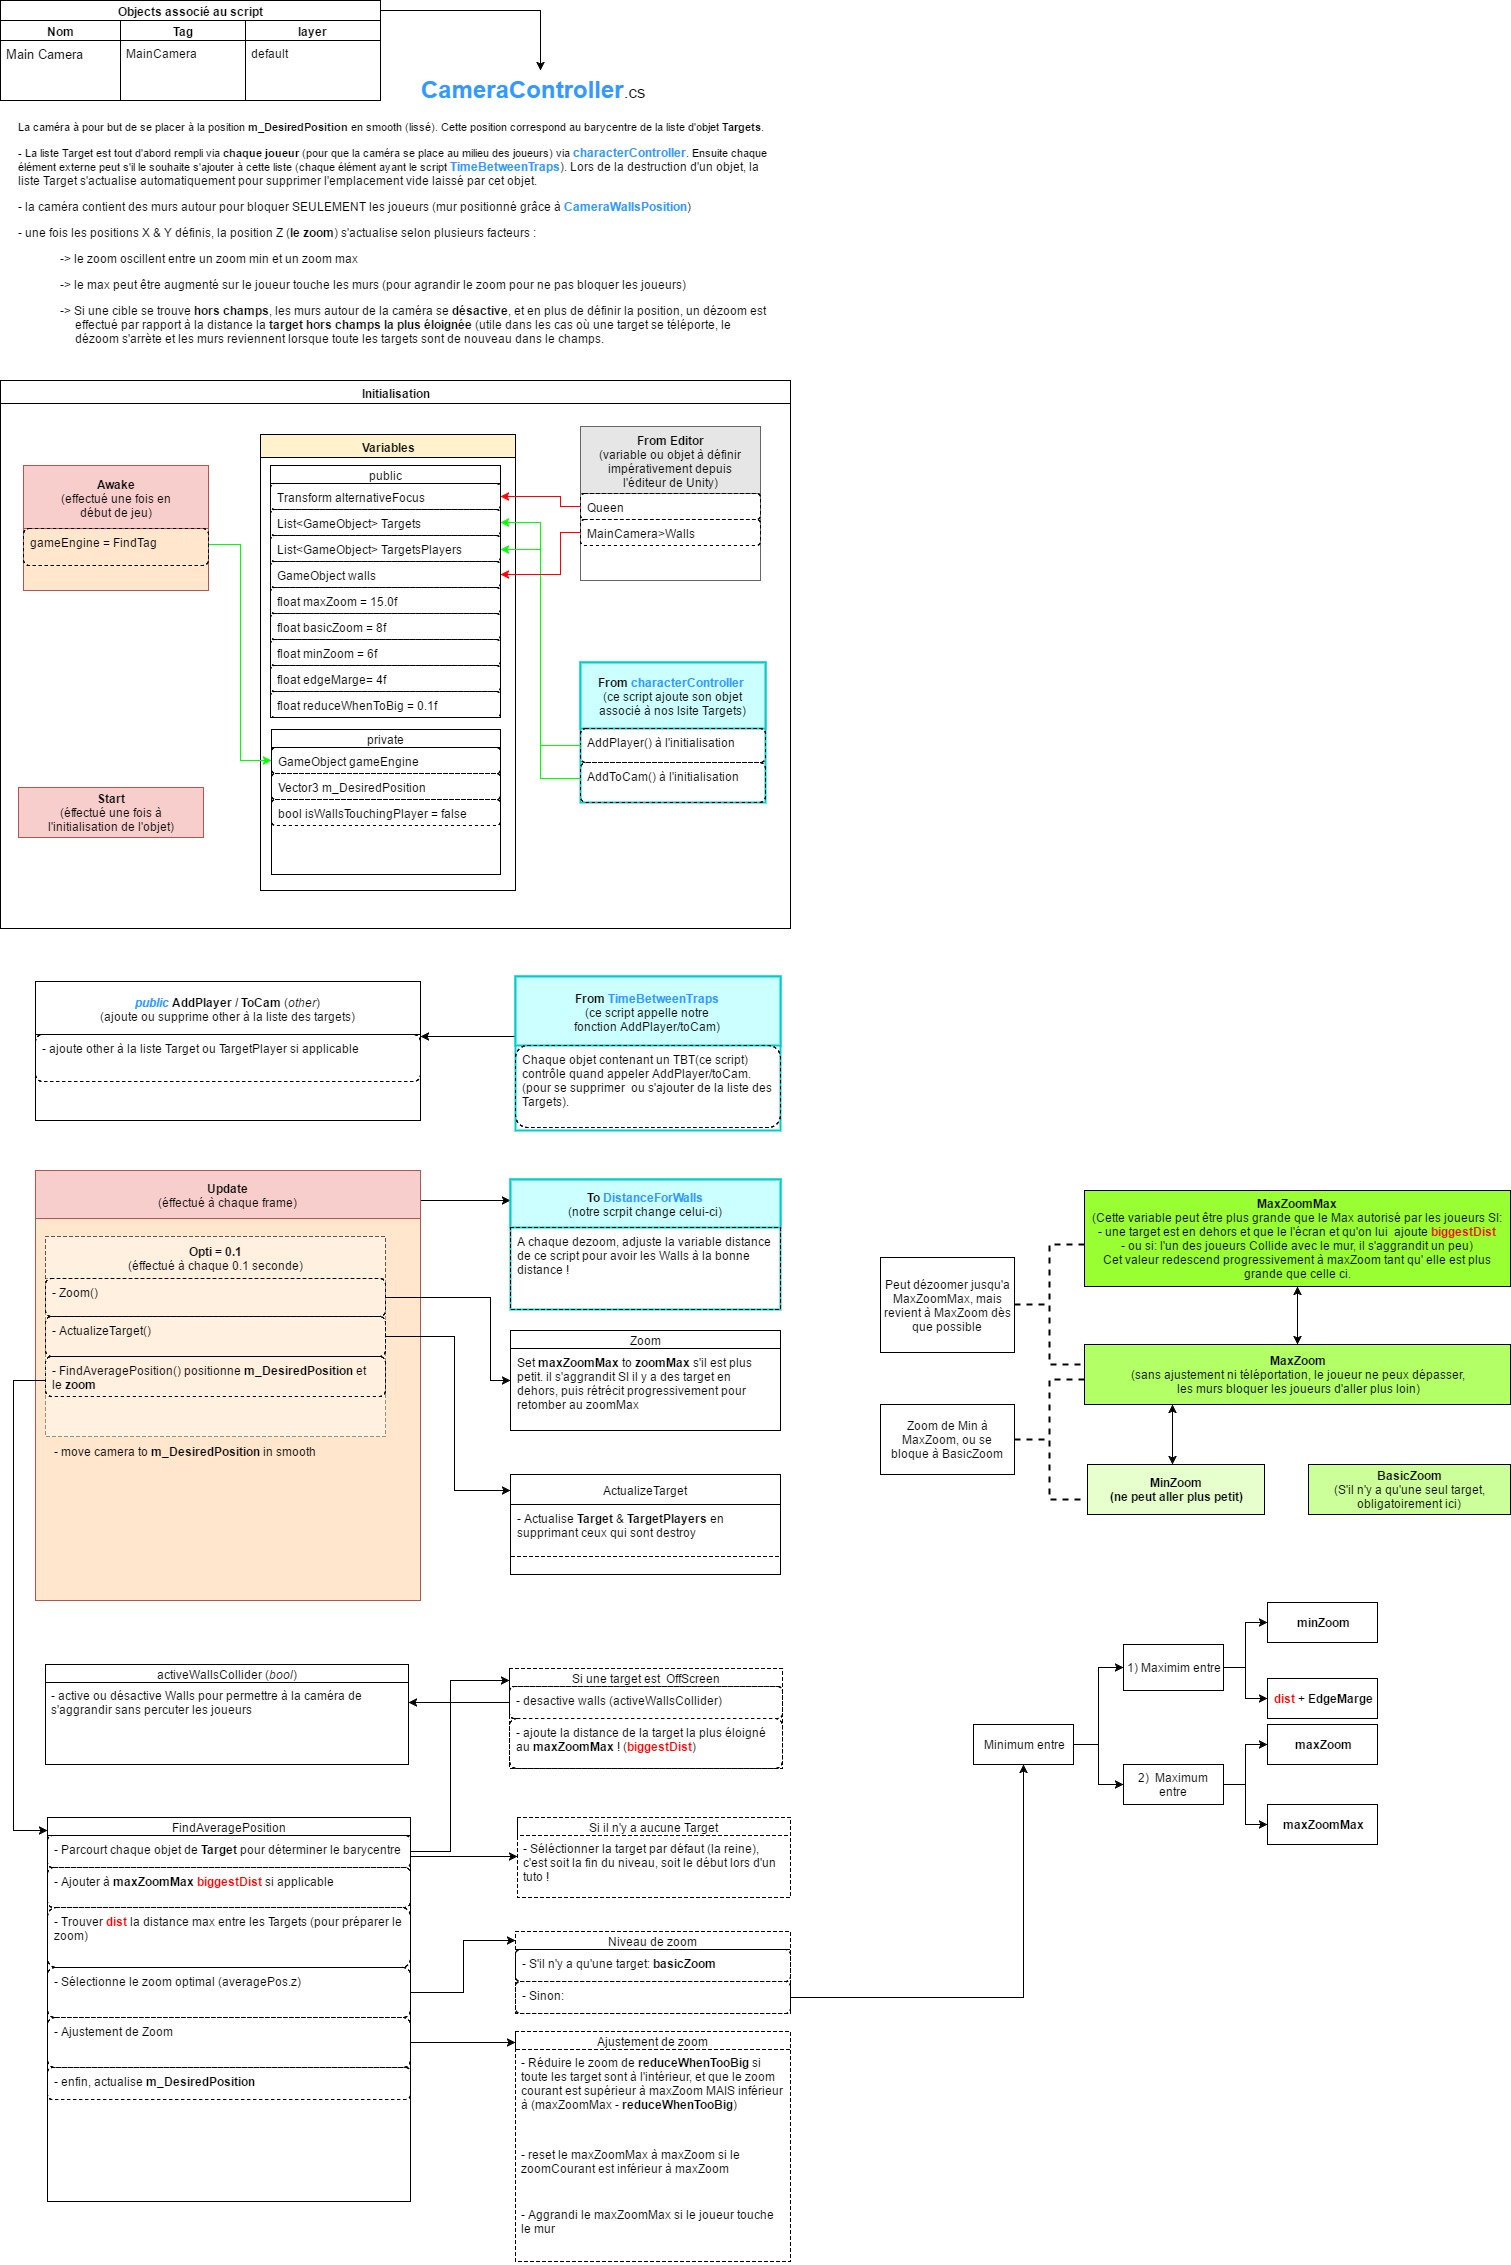 Objects associé au script
Nom
Tag
layer
Main Camera
MainCamera
default
CameraController.cs
La caméra à pour but de se placer à la position m_DesiredPosition en smooth (lissé). Cette position correspond au barycentre de la liste d'objet Targets.
- La liste Target est tout d'abord rempli via chaque joueur (pour que la caméra se place au milieu des joueurs) via characterController. Ensuite chaque
élément externe peut s'il le souhaite s'ajouter à cette liste (chaque élément ayant le script TimeBetweenTraps). Lors de la destruction d'un objet, la
liste Target s'actualise automatiquement pour supprimer l'emplacement vide laissé par cet objet.
- la caméra contient des murs autour pour bloquer SEULEMENT les joueurs (mur positionné grâce à CameraWallsPosition)
- une fois les positions X & Y définis, la position Z (le zoom) s'actualise selon plusieurs facteurs :
-> le zoom oscillent entre un zoom min et un zoom max
-> le max peut être augmenté sur le joueur touche les murs (pour agrandir le zoom pour ne pas bloquer les joueurs)
-> Si une cible se trouve hors champs, les murs autour de la caméra se désactive, et en plus de définir la position, un dézoom est
effectué par rapport à la distance la target hors champs la plus éloignée (utile dans les cas où une target se téléporte, le
dézoom s'arrète et les murs reviennent lorsque toute les targets sont de nouveau dans le champs.
Initialisation
Awake
(effectué une fois en
début de jeu)
gameEngine = FindTag
Start
(éffectué une fois à
l'initialisation de l'objet)
Variables
public
Transform alternativeFocus
List<GameObject> Targets
List<GameObject> TargetsPlayers
GameObject walls
float maxZoom = 15.0f
float basicZoom = 8f
float minZoom = 6f
float edgeMarge= 4f
float reduceWhenToBig = 0.1f
private
GameObject gameEngine
Vector3 m_DesiredPosition
bool isWallsTouchingPlayer = false
From Editor
(variable ou objet à définir
impérativement depuis
l'éditeur de Unity)
Queen
MainCamera>Walls
From characterController
(ce script ajoute son objet
associé à nos lsite Targets)
AddPlayer() à l'initialisation
AddToCam() à l'initialisation
public AddPlayer / ToCam (other)
(ajoute ou supprime other à la liste des targets)
- ajoute other à la liste Target ou TargetPlayer si applicable
From TimeBetweenTraps
(ce script appelle notre
fonction AddPlayer/toCam)
Chaque objet contenant un TBT(ce script)
contrôle quand appeler AddPlayer/toCam.
(pour se supprimer ou s'ajouter de la liste des
Targets).
Update
(éffectué à chaque frame)
Opti = 0.1
(éffectué à chaque 0.1 seconde)
- Zoom()
- ActualizeTarget()
- FindAveragePosition() positionne m_DesiredPosition et
le zoom
- move camera to m_DesiredPosition in smooth
To DistanceForWalls
(notre scrpit change celui-ci)
A chaque dezoom, adjuste la variable distance
de ce script pour avoir les Walls à la bonne
distance !
Zoom
Set maxZoomMax to zoomMax s'il est plus
petit. il s'aggrandit SI il y a des target en
dehors, puis rétrécit progressivement pour
retomber au zoomMax
ActualizeTarget
- Actualise Target & TargetPlayers en
supprimant ceux qui sont destroy
Peut dézoomer jusqu'a
MaxZoomMax, mais
revient à MaxZoom dès
que possible
Zoom de Min à
MaxZoom, ou se
bloque à BasicZoom
MaxZoomMax
(Cette variable peut être plus grande que le Max autorisé par les joueurs SI:
- une target est en dehors et que le l'écran et qu'on lui ajoute biggestDist
- ou si: l'un des joueurs Collide avec le mur, il s'aggrandit un peu)
Cet valeur redescend progressivement à maxZoom tant qu' elle est plus
grande que celle ci.
MaxZoom
(sans ajustement ni téléportation, le joueur ne peux dépasser,
les murs bloquer les joueurs d'aller plus loin)
MinZoom
(ne peut aller plus petit)
BasicZoom
(S'il n'y a qu'une seul target,
obligatoirement ici)
activeWallsCollider (bool)
- active ou désactive Walls pour permettre à la caméra de
s'aggrandir sans percuter les joueurs
Si une target est OffScreen
- desactive walls (activeWallsCollider)
- ajoute la distance de la target la plus éloigné
au maxZoomMax ! (biggestDist)
FindAveragePosition
- Parcourt chaque objet de Target pour déterminer le barycentre
- Ajouter à maxZoomMax biggestDist si applicable
- Trouver dist la distance max entre les Targets (pour préparer le
zoom)
- Sélectionne le zoom optimal (averagePos.z)
- Ajustement de Zoom
- enfin, actualise m_DesiredPosition
Si il n'y a aucune Target
- Séléctionner la target par défaut (la reine),
c'est soit la fin du niveau, soit le début lors d'un
tuto !
Niveau de zoom
- S'il n'y a qu'une target: basicZoom
- Sinon:
Ajustement de zoom
- Réduire le zoom de reduceWhenTooBig si
toute les target sont à l'intérieur, et que le zoom
courant est supérieur à maxZoom MAIS inférieur
à (maxZoomMax - reduceWhenTooBig)
- reset le maxZoomMax à maxZoom si le
zoomCourant est inférieur à maxZoom
- Aggrandi le maxZoomMax si le joueur touche
le mur
Minimum entre
1) Maximim entre
2) Maximum
entre
minZoom
dist + EdgeMarge
maxZoom
maxZoomMax